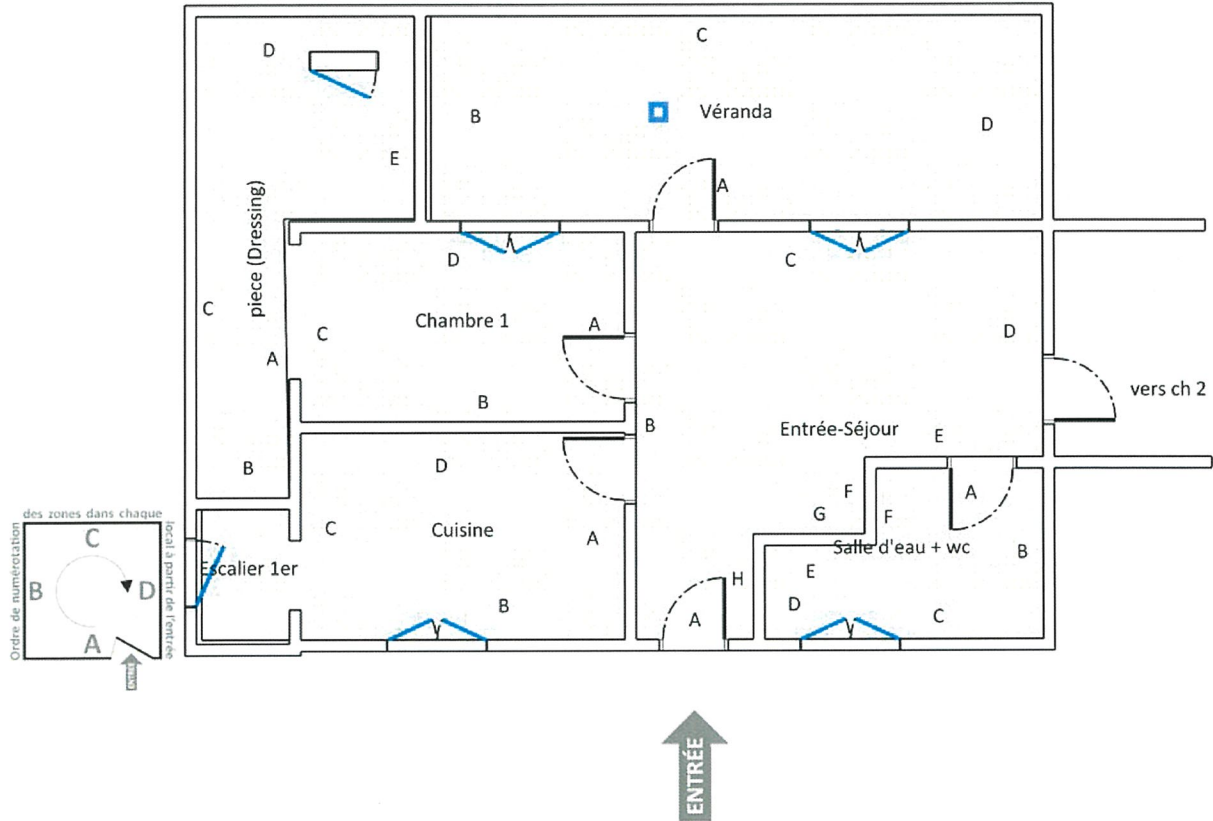 D
C
B
Véranda
D
E
A
piece (Dressing)
D
C
C
Chambre 1
A
D
C
A
vers ch 2
B
B
Entrée-Séjour
E
B
D
F
A
G
F
C
Cuisine
A
Salle d'eau + wc
B
Escalier 1er
H
E
D
B
A
C
des zones dans chaque
Ordre de numérotation
local à partir de l'entrée
C
B
D
A
ENTRÉE